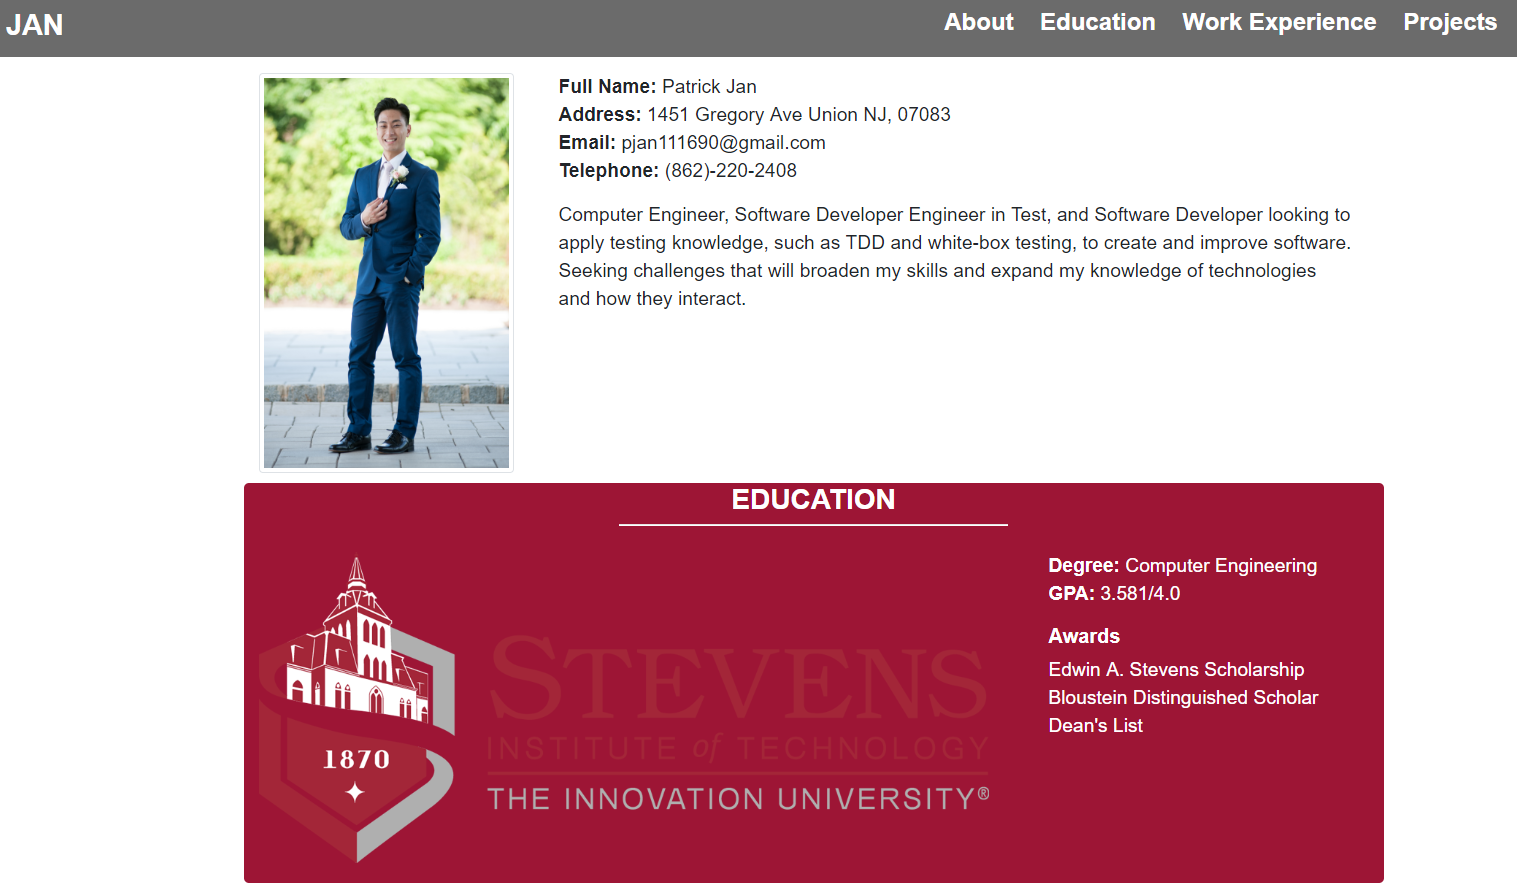 JAN
About Education Work Experience Projects
Full Name: Patrick Jan
Address: 1451 Gregory Ave Union NJ, 07083
Email: pjan111690@gmail.com
Telephone: (862)-220-2408
Computer Engineer, Software Developer Engineer in Test, and Software Developer looking to
apply testing knowledge, such as TDD and white-box testing, to create and improve software.
Seeking challenges that will broaden my skills and expand my knowledge of technologies
and how they interact.
EDUCATION
1870
STEVENS
INSTITUTE of TECHNOLOGY
THE INNOVATION UNIVERSITY®
Degree: Computer Engineering
GPA: 3.581/4.0
Awards
Edwin A. Stevens Scholarship
Bloustein Distinguished Scholar
Dean's List